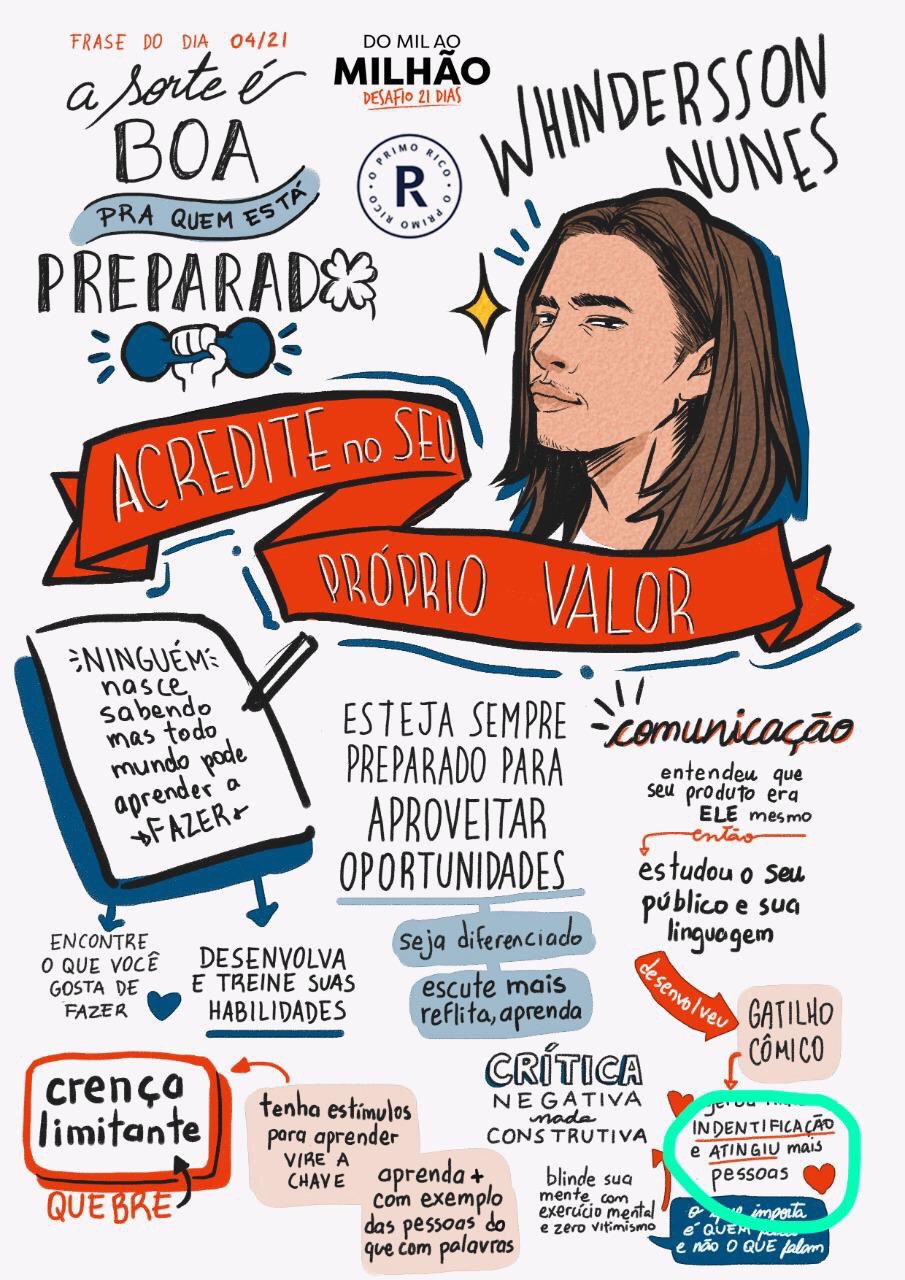 FRASE DO DIA 04/21
a sorte é
BOA
PRA QUEM ESTÁ
PREPARADO
DO MIL AO
MILHÃO
DESAFIO 21 DIAS
O PRIMO RICO · O PRIMO RICO ·
R
WHINDERSSON
NUNES
ACREDITE no SEU
PRÓPRIO VALOR
NINGUÉM
nasce
sabendo
mas todo
mundo pode
aprender a
FAZER
ENCONTRE
O QUE VOCÊ
GOSTA DE
FAZER
DESENVOLVA
E TREINE SUAS
HABILIDADES
ESTEJA SEMPRE
PREPARADO PARA
APROVEITAR
OPORTUNIDADES
seja diferenciado
escute mais
reflita, aprenda
comunicação
entendeu que
seu produto era
ELE mesmo
então
estudou o seu
público e sua
linguagem
desenvolveu
GATILHO
CÔMICO
INDENTIFICAÇÃO
e ATINGIU mais
pessoas
crença
limitante
QUEBRE
tenha estímulos
para aprender
VIRE A
CHAVE
aprenda +
com exemplo
das pessoas do
que com palavras
CRÍTICA
NEGATIVA
nada
CONSTRUTIVA
blinde sua
mente com
exerúcio mental
e zero vitimismo
o que importa
é QUEM
e não O QUE falam